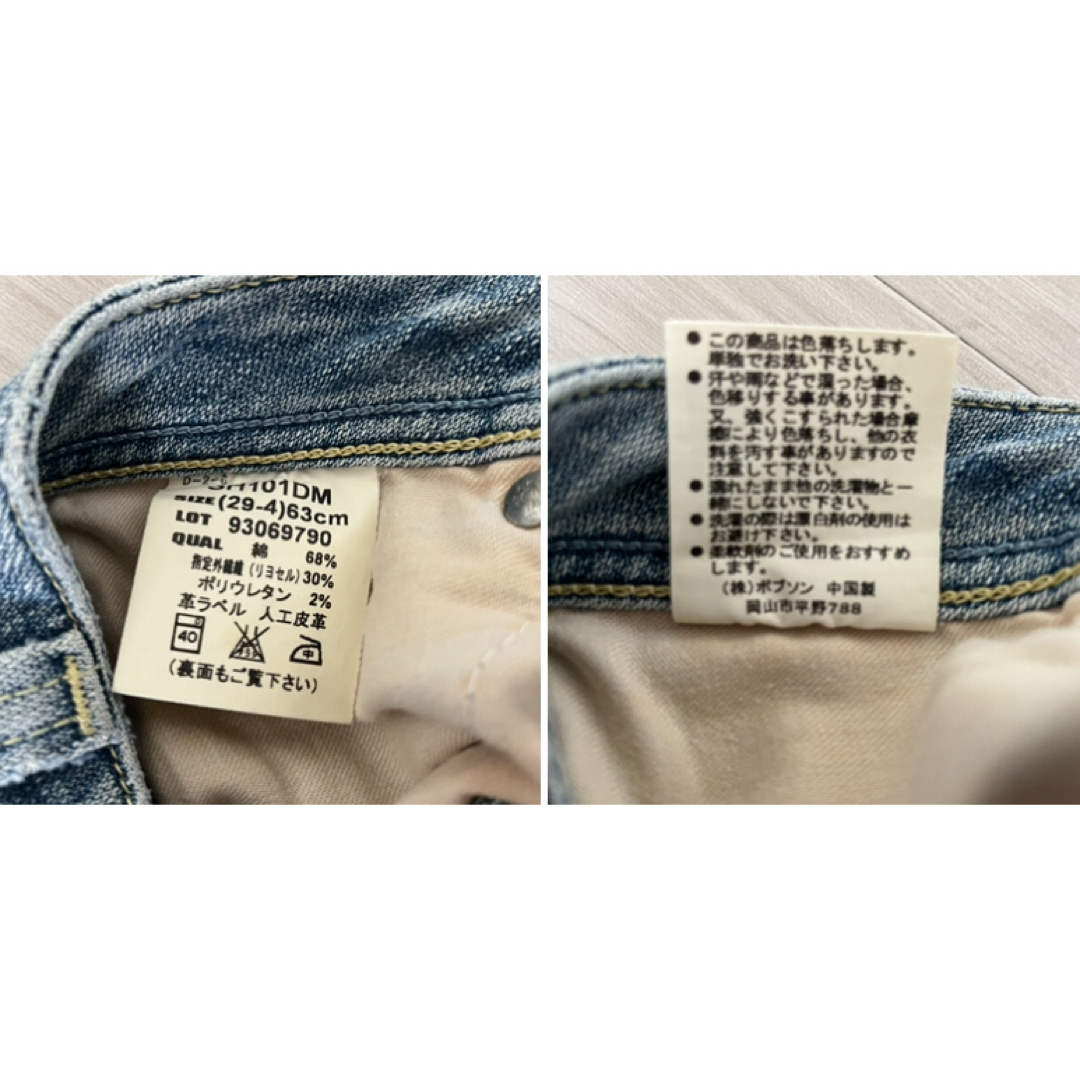 101DM
SIZE (29-4)63cm
LOT 93069790
QUAL 綿 68%
指定外繊維(リヨセル)30%
ポリウレタン 2%
革ラベル 人工皮革
40 中
(裏面もご覧下さい)
● この商品は色落ちします。
単独でお洗い下さい。
● 汗や雨などで湿った場合、
色移りする事があります。
又、強くこすられた場合摩
擦により色落ちし、他の衣
料を汚す事がありますので
注意して下さい。
● 濡れたまま他の洗濯物と一
緒にしないで下さい。
● 洗濯の際は漂白剤の使用は
お避け下さい。
● 柔軟剤のご使用をおすすめ
します。
(株)ボブソン 中国製
岡山市平野788